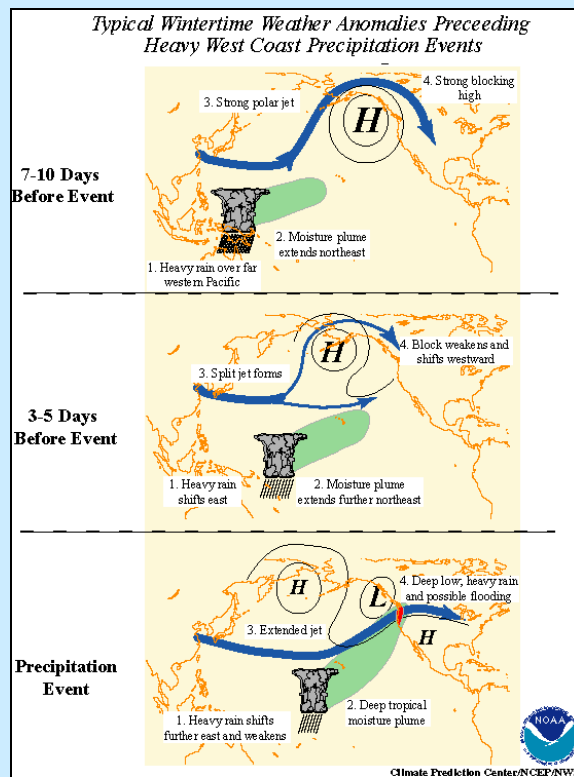 Typical Wintertime Weather Anomalies Preceeding
Heavy West Coast Precipitation Events
7-10 Days
Before Event
3. Strong polar jet
4. Strong blocking
high
H
2. Moisture plume
extends northeast
1. Heavy rain over far
western Pacific
3-5 Days
Before Event
3. Split jet forms
H
4. Block weakens and
shifts westward
1. Heavy rain
shifts east
2. Moisture plume
extends further northeast
Precipitation
Event
H
L
4. Deep low, heavy rain
and possible flooding
3. Extended jet
H
1. Heavy rain shifts
further east and weakens
2. Deep tropical
moisture plume
NOAA
Climate Prediction Center/NCEP/NW